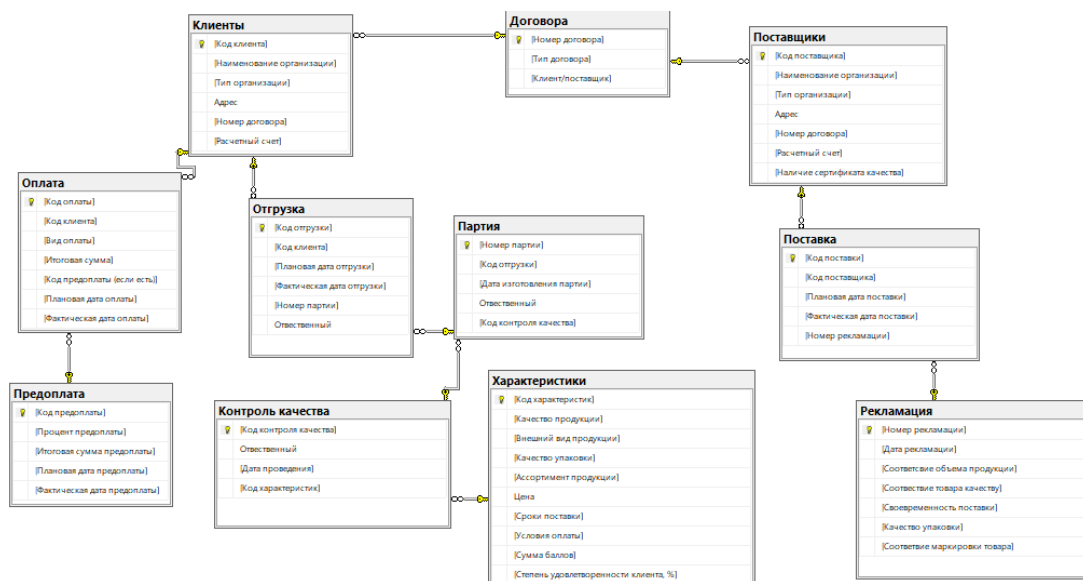 Клиенты
[Код клиента]
[Наименование организации]
[Тип организации]
Адрес
[Номер договора]
[Расчетный счет]
Договора
[Номер договора]
[Тип договора]
[Клиент/поставщик]
Поставщики
[Код поставщика]
[Наименование организации]
[Тип организации]
Адрес
[Номер договора]
[Расчетный счет]
[Наличие сертификата качества]
Оплата
[Код оплаты]
[Код клиента]
[Вид оплаты]
[Итоговая сумма]
[Код предоплаты (если есть)]
[Плановая дата оплаты]
[Фактическая дата оплаты]
Отгрузка
[Код отгрузки]
[Код клиента]
[Плановая дата отгрузки]
[Фактическая дата отгрузки]
[Номер партии]
Отвественный
Партия
[Номер партии]
[Код отгрузки]
[Дата изготовления партии]
Отвественный
[Код контроля качества]
Поставка
[Код поставки]
[Код поставщика]
[Плановая дата поставки]
[Фактическая дата поставки]
[Номер рекламации]
Предоплата
[Код предоплаты]
[Процент предоплаты]
[Итоговая сумма предоплаты]
[Плановая дата предоплаты]
[Фактическая дата предоплаты]
Контроль качества
[Код контроля качества]
Отвественный
[Дата проведения]
[Код характеристик]
Характеристики
[Код характеристик]
[Качество продукции]
[Внешний вид продукции]
[Качество упаковки]
[Ассортимент продукции]
Цена
[Сроки поставки]
[Условия оплаты]
[Сумма баллов]
[Степень удовлетворенности клиента, %]
Рекламация
[Номер рекламации]
[Дата рекламации]
[Соответсвие объема продукции]
[Соотвествие товара качеству]
[Своевременность поставки]
[Качество упаковки]
[Соответвие маркировки товара]